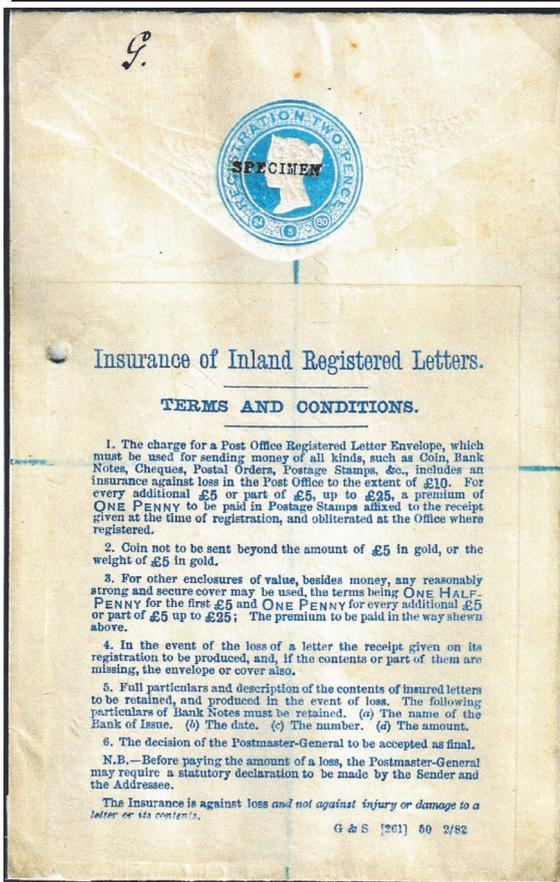 G.
REGISTRATION TWO PENCE
SPECIMEN
24 5 80
Insurance of Inland Registered Letters.
TERMS AND CONDITIONS.
1. The charge for a Post Office Registered Letter Envelope, which
must be used for sending money of all kinds, such as Coin, Bank
Notes, Cheques, Postal Orders, Postage Stamps, &c., includes an
insurance against loss in the Post Office to the extent of £10. For
every additional £5 or part of £5, up to £25, a premium of
ONE PENNY to be paid in Postage Stamps affixed to the receipt
given at the time of registration, and obliterated at the Office where
registered.
2. Coin not to be sent beyond the amount of £5 in gold, or the
weight of £5 in gold.
3. For other enclosures of value, besides money, any reasonably
strong and secure cover may be used, the terms being ONE HALF-
PENNY for the first £5 and ONE PENNY for every additional £5
or part of £5 up to £25; The premium to be paid in the way shewn
above.
4. In the event of the loss of a letter the receipt given on its
registration to be produced, and, if the contents or part of them are
missing, the envelope or cover also.
5. Full particulars and description of the contents of insured letters
to be retained, and produced in the event of loss. The following
particulars of Bank Notes must be retained. (a) The name of the
Bank of Issue. (b) The date. (c) The number. (d) The amount.
6. The decision of the Postmaster-General to be accepted as final.
N.B.—Before paying the amount of a loss, the Postmaster-General
may require a statutory declaration to be made by the Sender and
the Addressee.
The Insurance is against loss and not against injury or damage to a
letter or its contents.
G & S [261] 50 2/82